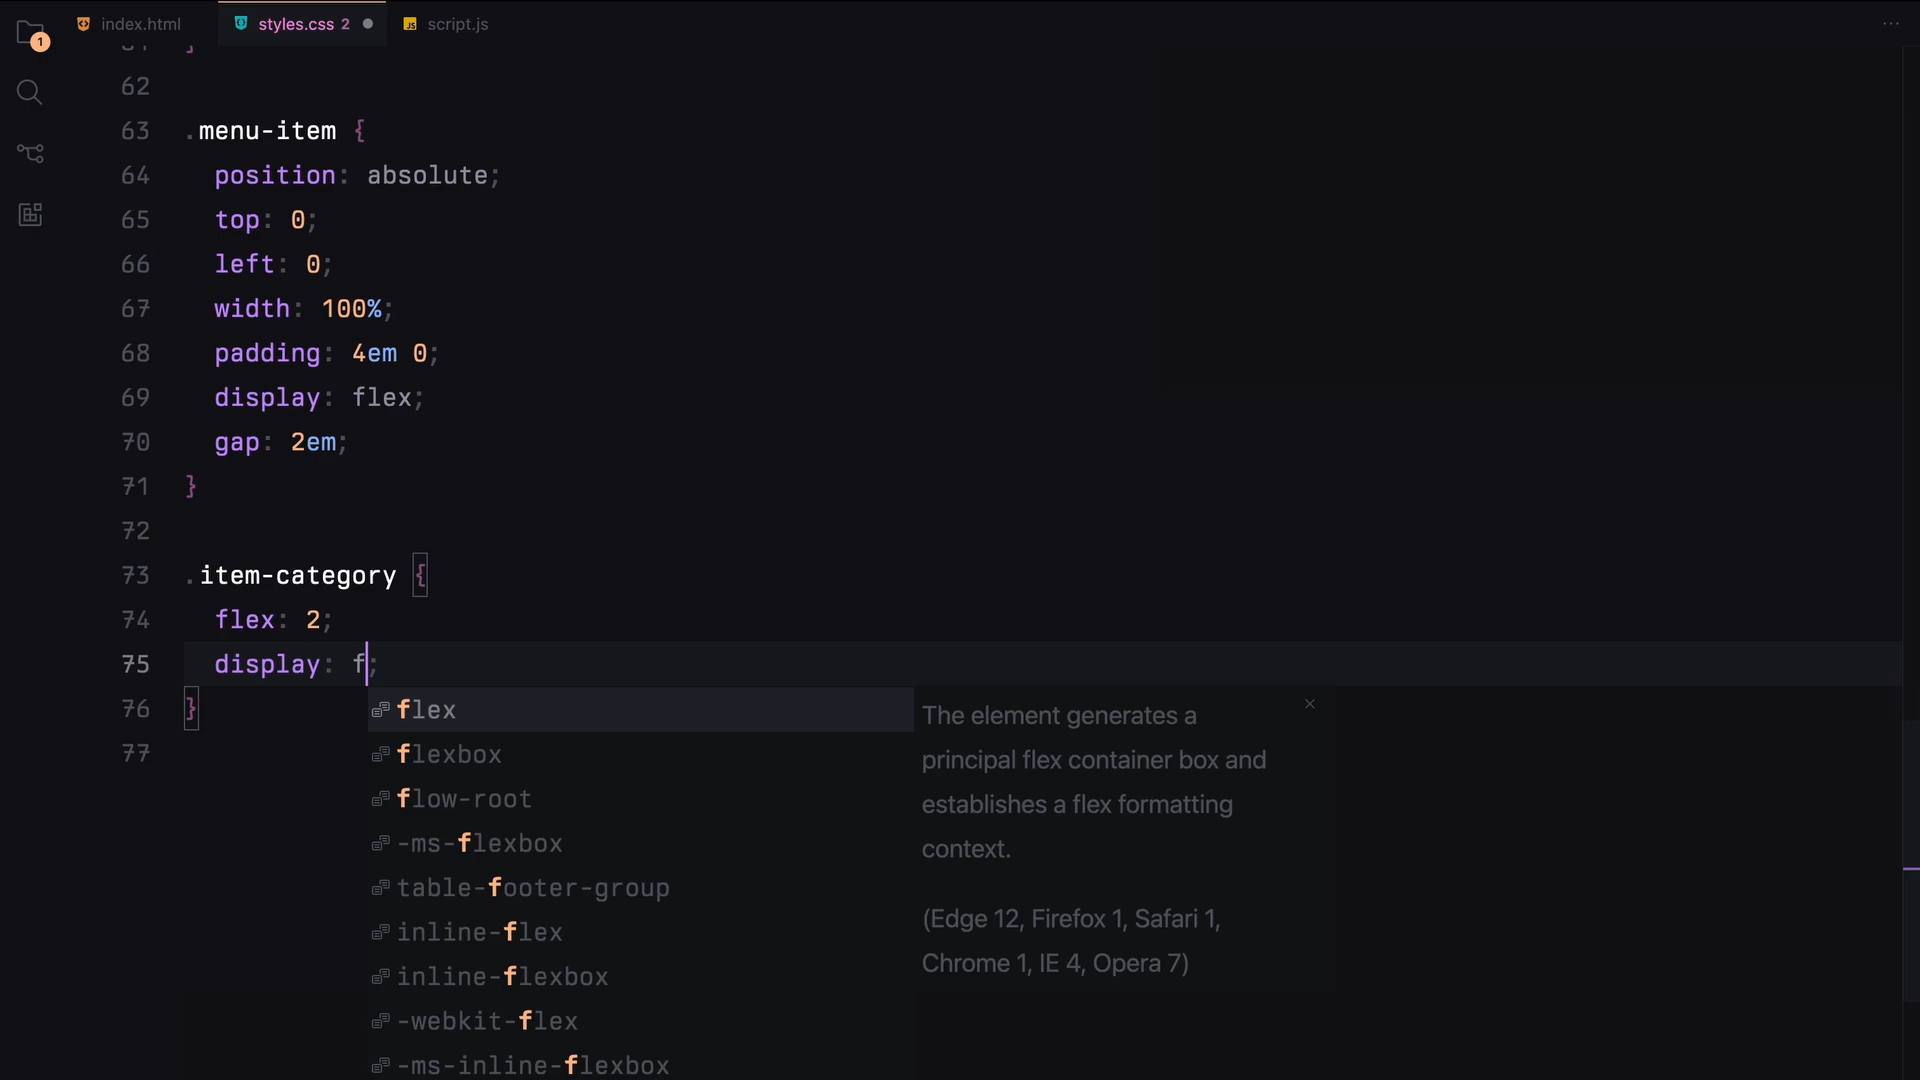 index.html styles.css 2 script.js ...
1
61 }
62
63 .menu-item {
64 position: absolute;
65 top: 0;
66 left: 0;
67 width: 100%;
68 padding: 4em 0;
69 display: flex;
70 gap: 2em;
71 }
72
73 .item-category {
74 flex: 2;
75 display: f;
76 }
77
flex
flexbox
flow-root
-ms-flexbox
table-footer-group
inline-flex
inline-flexbox
-webkit-flex
-ms-inline-flexbox
The element generates a
principal flex container box and
establishes a flex formatting
context.
(Edge 12, Firefox 1, Safari 1,
Chrome 1, IE 4, Opera 7)